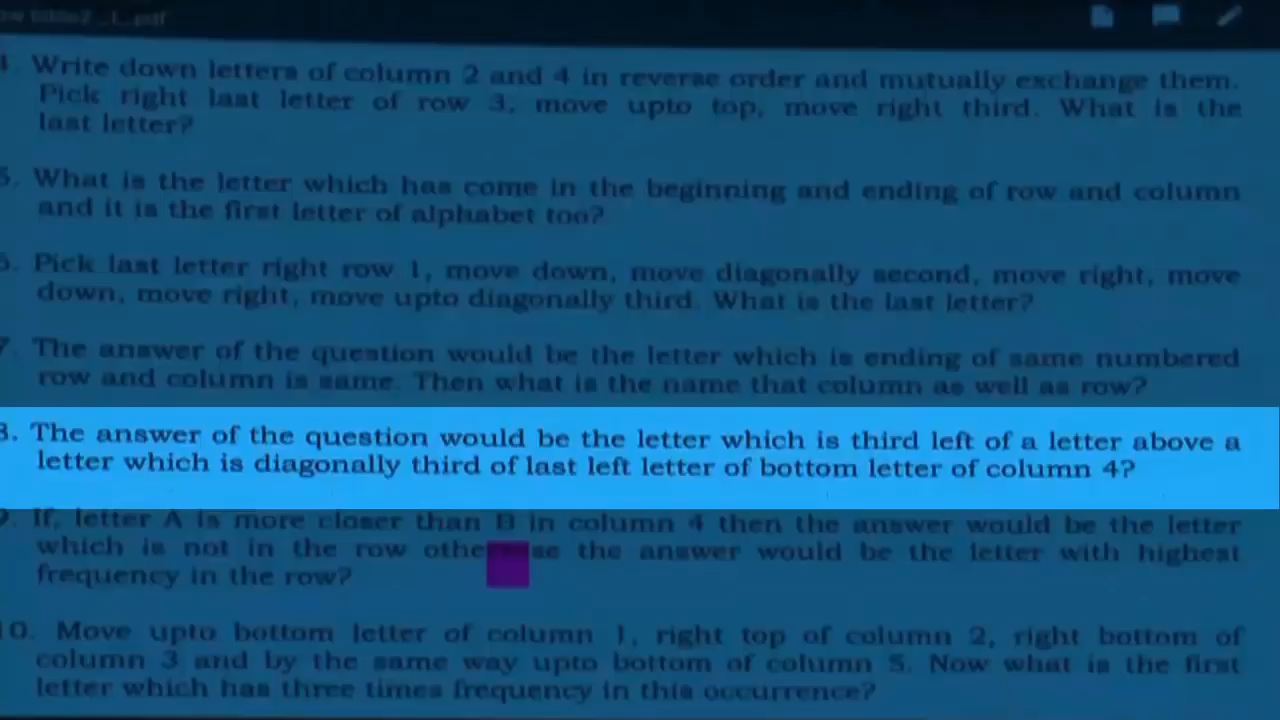 4. Write down letters of column 2 and 4 in reverse order and mutually exchange them.
Pick right last letter of row 3, move upto top, move right third. What is the
last letter?
5. What is the letter which has come in the beginning and ending of row and column
and it is the first letter of alphabet too?
6. Pick last letter right row 1, move down, move diagonally second, move right, move
down, move right, move upto diagonally third. What is the last letter?
7. The answer of the question would be the letter which is ending of same numbered
row and column is same. Then what is the name that column as well as row?
8. The answer of the question would be the letter which is third left of a letter above a
letter which is diagonally third of last left letter of bottom letter of column 4?
9. If, letter A is more closer than B in column 4 then the answer would be the letter
which is not in the row the answer would be the letter with highest
frequency in the row?
10. Move upto bottom letter of column 1, right top of column 2, right bottom of
column 3 and by the same way upto bottom of column 5. Now what is the first
letter which has three times frequency in this occurrence?